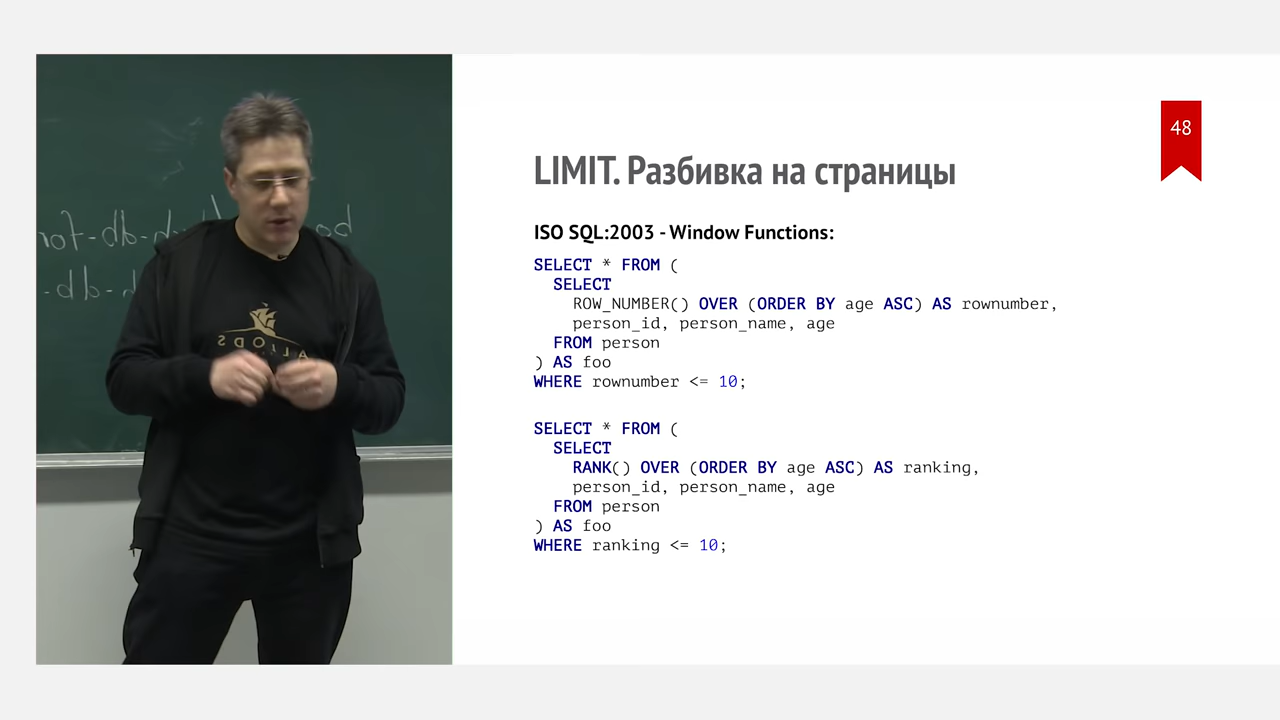 48
LIMIT. Разбивка на страницы
ISO SQL:2003 - Window Functions:
SELECT * FROM (
SELECT
ROW_NUMBER() OVER (ORDER BY age ASC) AS rownumber,
person_id, person_name, age
FROM person
) AS foo
WHERE rownumber <= 10;
SELECT * FROM (
SELECT
RANK() OVER (ORDER BY age ASC) AS ranking,
person_id, person_name, age
FROM person
) AS foo
WHERE ranking <= 10;